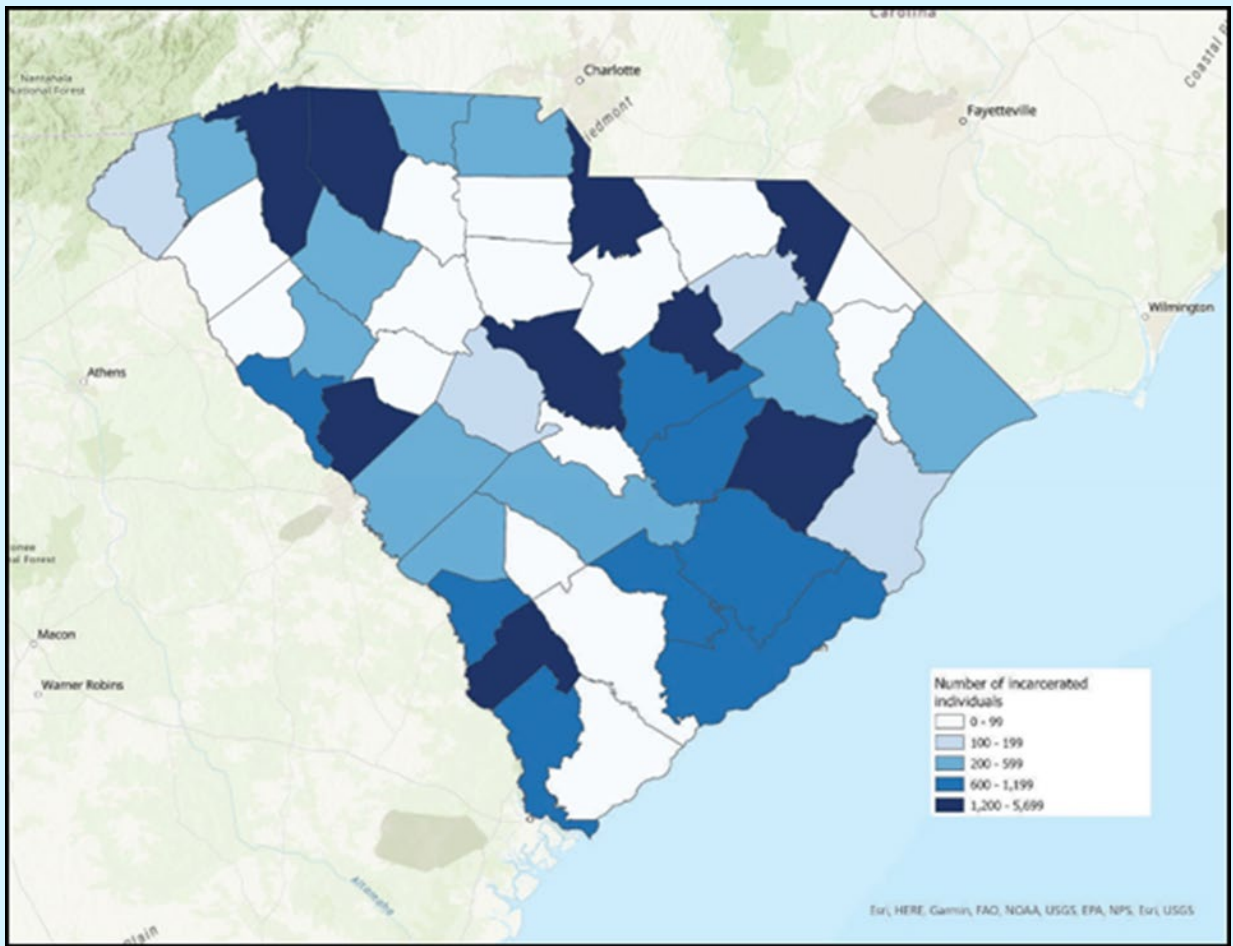 Carolina
Nantahala
National Forest
Charlotte
Coastal
Piedmont
Fayetteville
Wilmington
Athens
Macon
Warner Robins
Number of incarcerated
individuals
0 - 99
100 - 199
200 - 599
600 - 1,199
1,200 - 5,699
Altamaha
Esri, HERE, Garmin, FAO, NOAA, USGS, EPA, NPS, Esri, USGS
lain